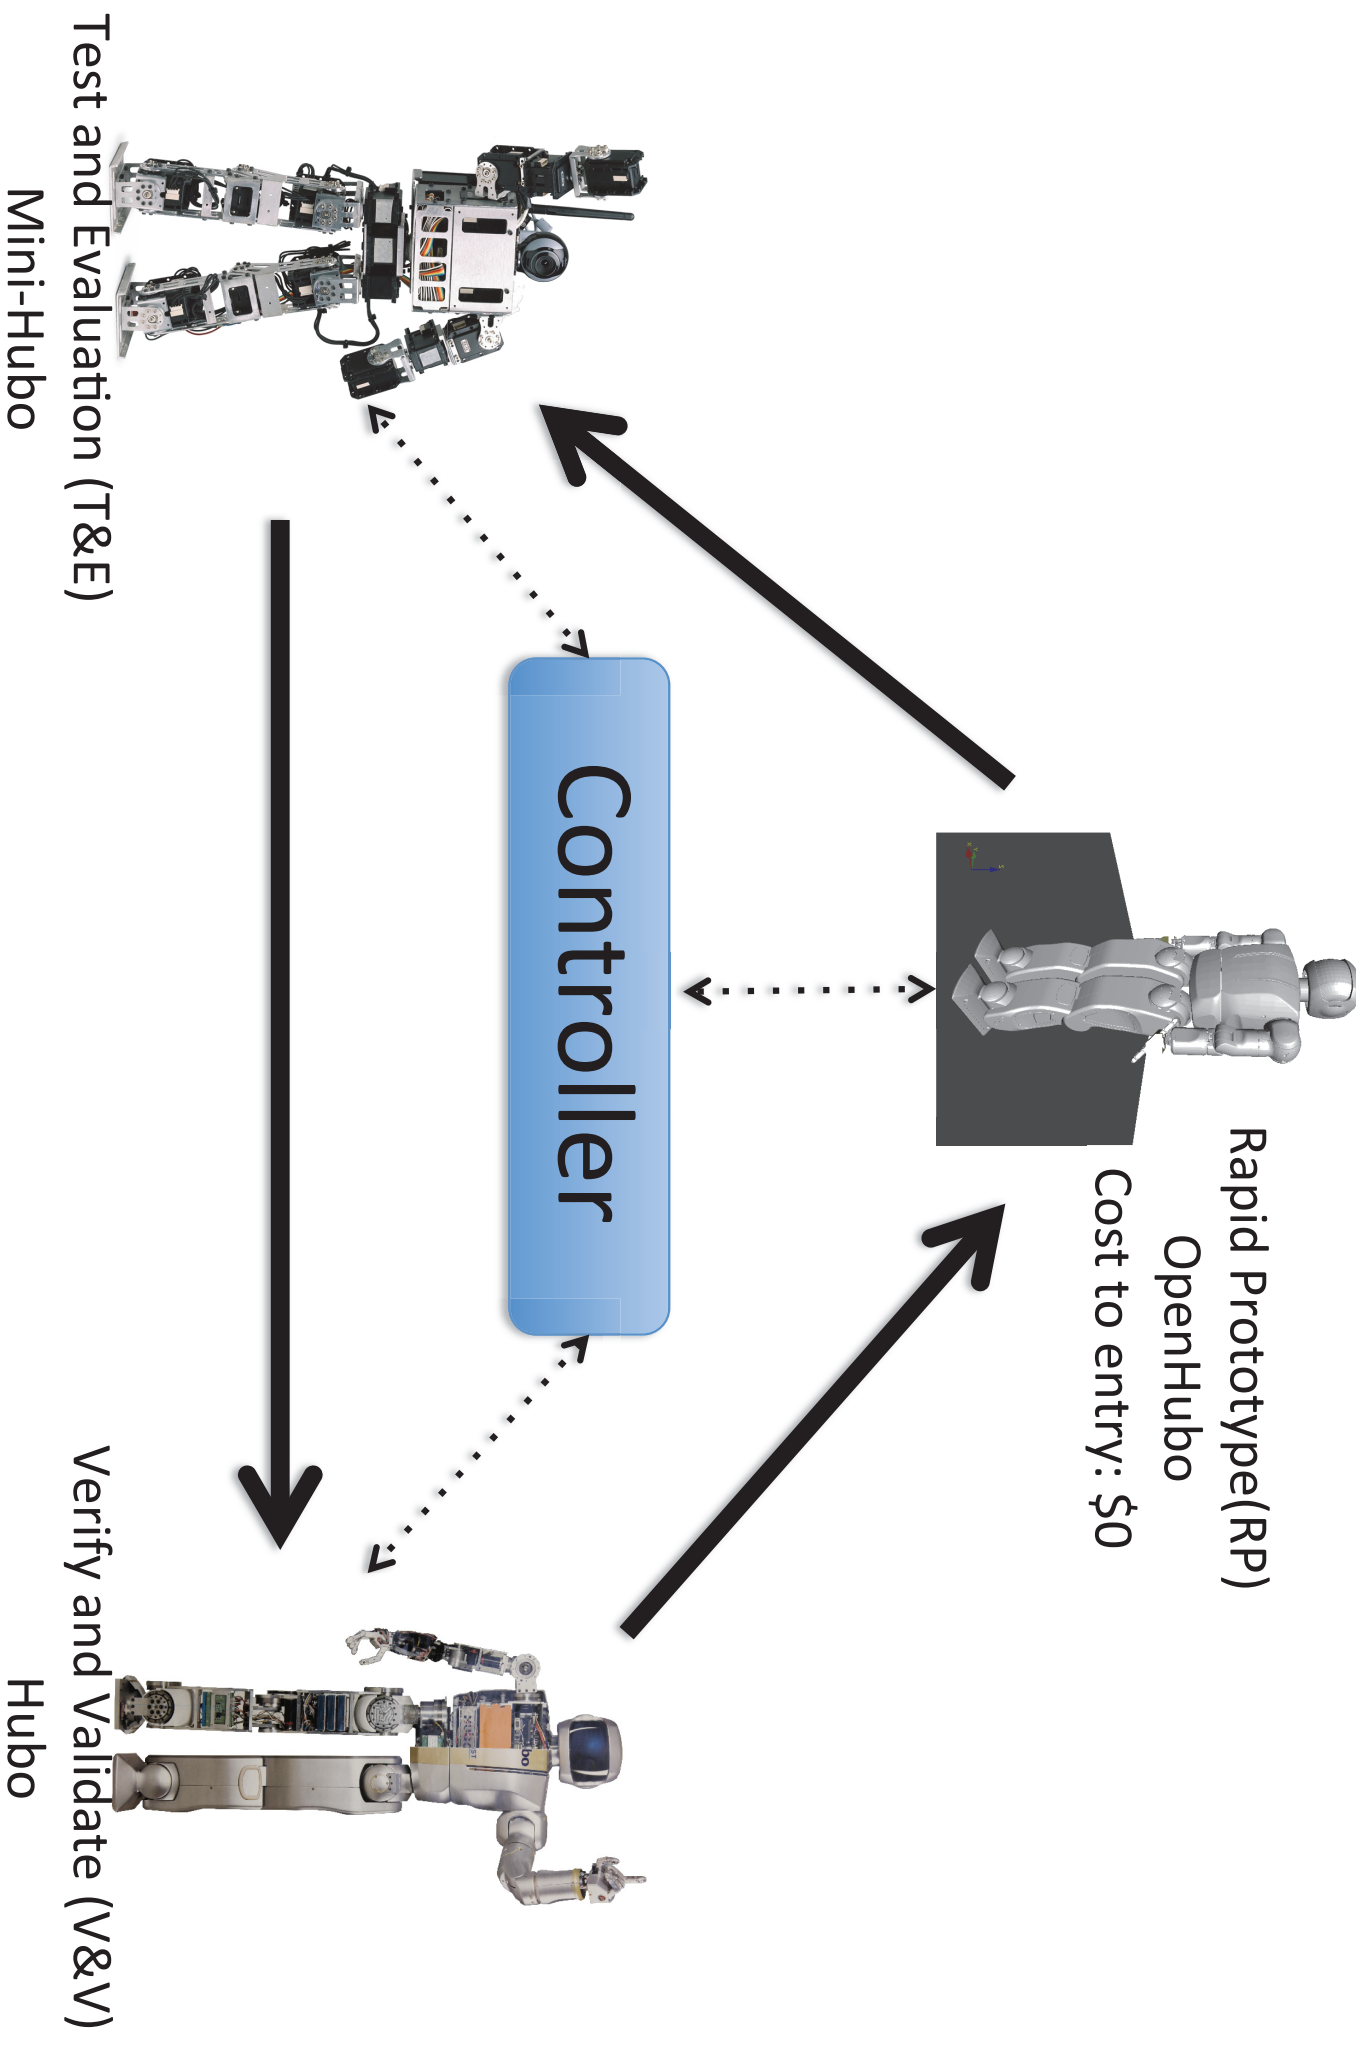 Rapid Prototype(RP)
OpenHubo
Cost to entry: $0
Controller
Test and Evaluation (T&E)
Mini-Hubo
Verify and Validate (V&V)
Hubo